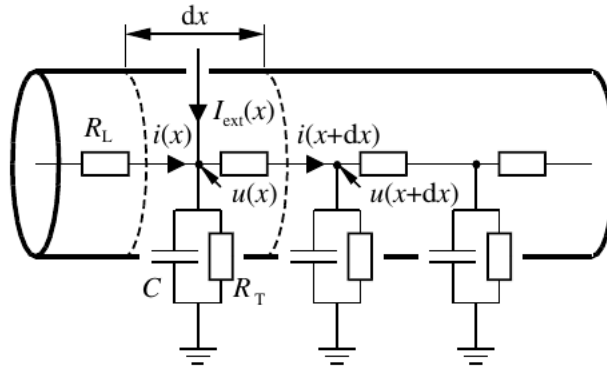 dx
I_ext(x)
R_L
i(x)
i(x+dx)
u(x)
u(x+dx)
C
R_T